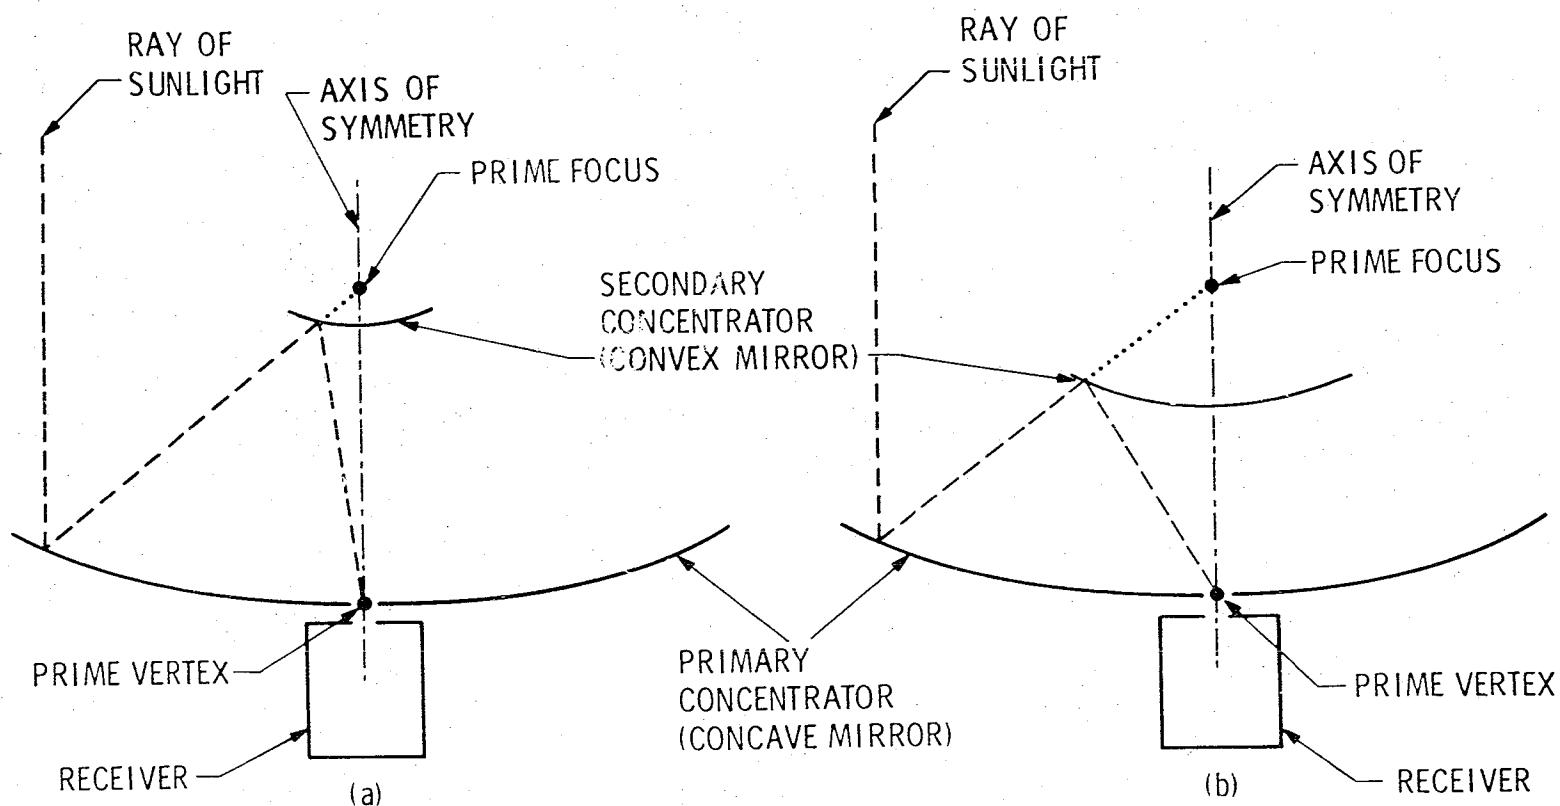 RAY OF
SUNLIGHT
AXIS OF
SYMMETRY
PRIME FOCUS
SECONDARY
CONCENTRATOR
(CONVEX MIRROR)
RAY OF
SUNLIGHT
AXIS OF
SYMMETRY
PRIME FOCUS
PRIME VERTEX
RECEIVER
(a)
PRIMARY
CONCENTRATOR
(CONCAVE MIRROR)
PRIME VERTEX
RECEIVER
(b)